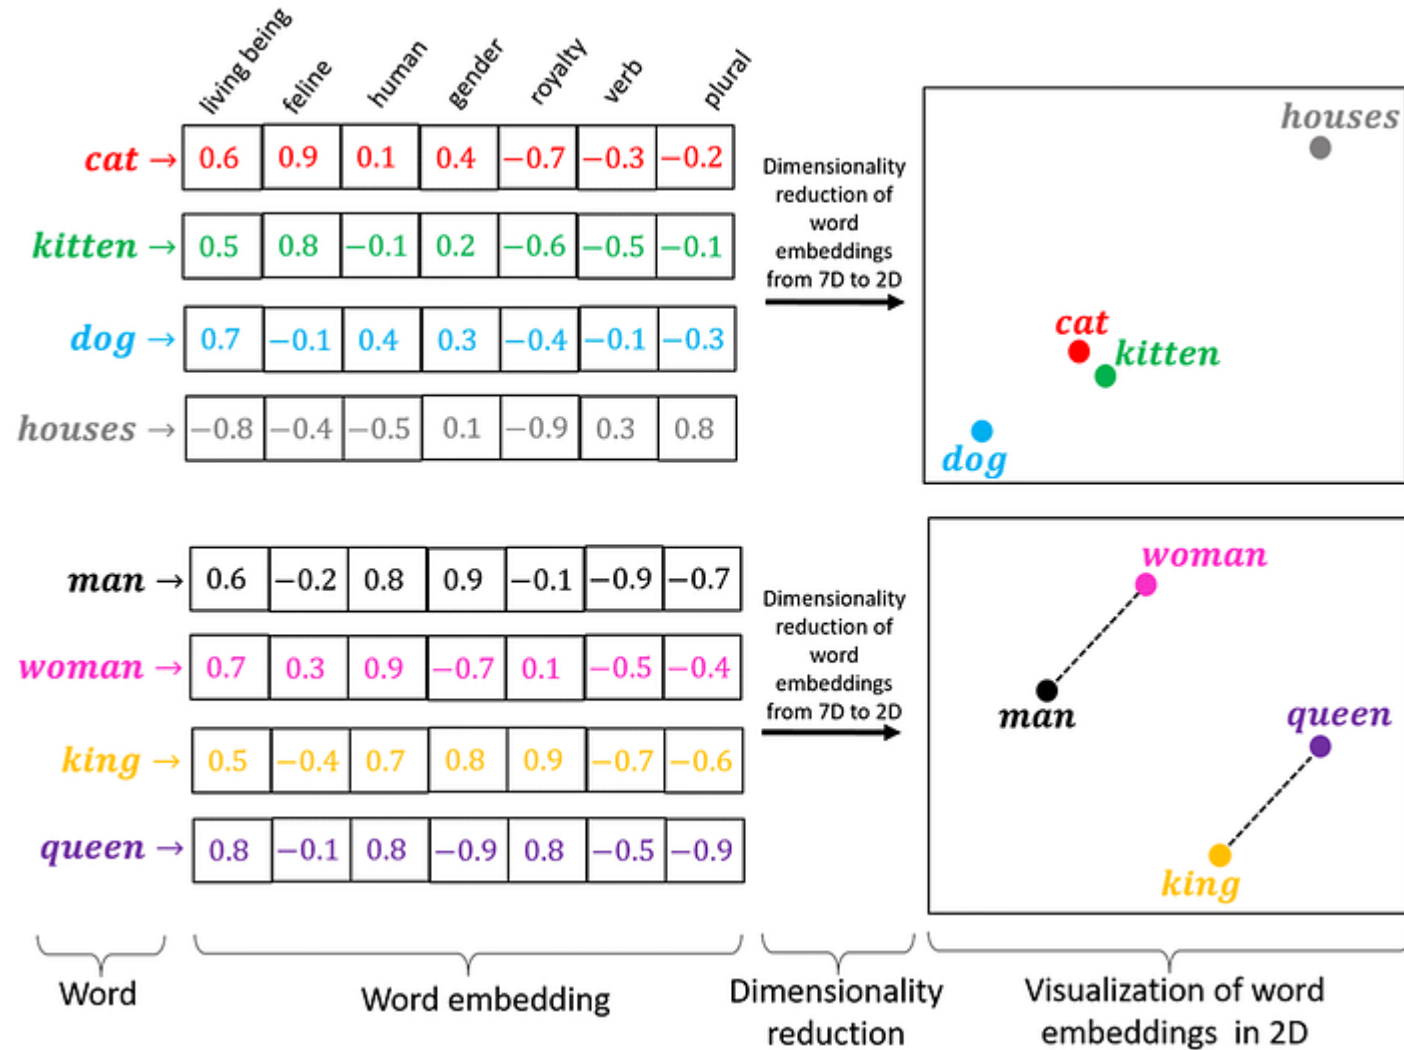 living being feline human gender royalty verb plural
cat → 0.6 0.9 0.1 0.4 −0.7 −0.3 −0.2
kitten → 0.5 0.8 −0.1 0.2 −0.6 −0.5 −0.1
dog → 0.7 −0.1 0.4 0.3 −0.4 −0.1 −0.3
houses → −0.8 −0.4 −0.5 0.1 −0.9 0.3 0.8
Dimensionality
reduction of
word
embeddings
from 7D to 2D
houses
cat
kitten
dog
man → 0.6 −0.2 0.8 0.9 −0.1 −0.9 −0.7
woman → 0.7 0.3 0.9 −0.7 0.1 −0.5 −0.4
king → 0.5 −0.4 0.7 0.8 0.9 −0.7 −0.6
queen → 0.8 −0.1 0.8 −0.9 0.8 −0.5 −0.9
Dimensionality
reduction of
word
embeddings
from 7D to 2D
woman
man
queen
king
Word
Word embedding
Dimensionality
reduction
Visualization of word
embeddings in 2D